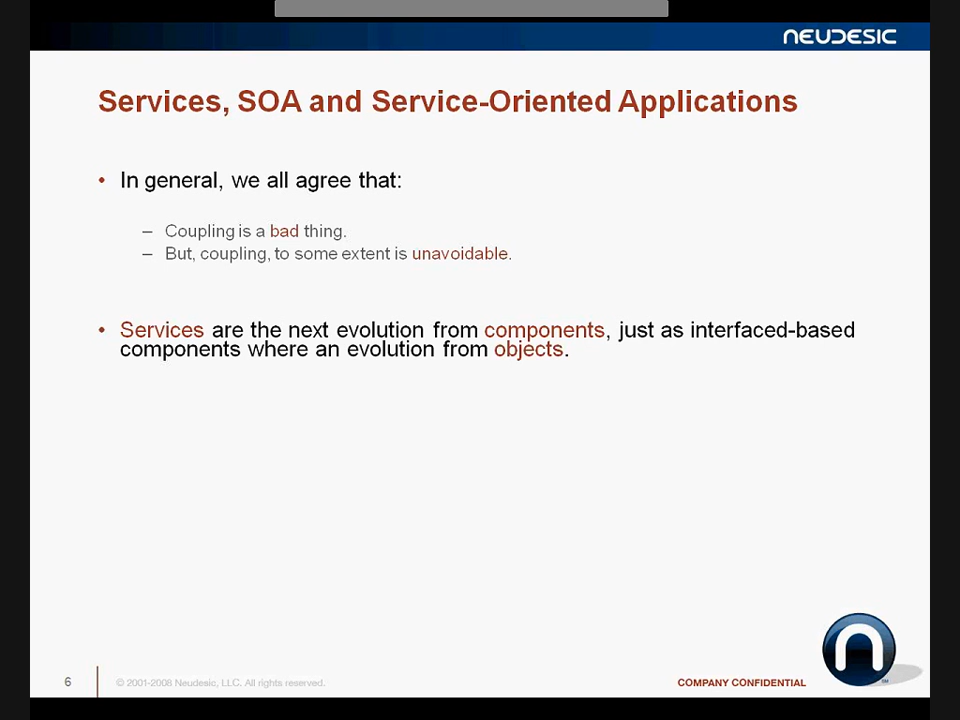 NEUDESIC
Services, SOA and Service-Oriented Applications
• In general, we all agree that:
– Coupling is a bad thing.
– But, coupling, to some extent is unavoidable.
• Services are the next evolution from components, just as interfaced-based
components where an evolution from objects.
n
SM
6
© 2001-2008 Neudesic, LLC. All rights reserved.
COMPANY CONFIDENTIAL